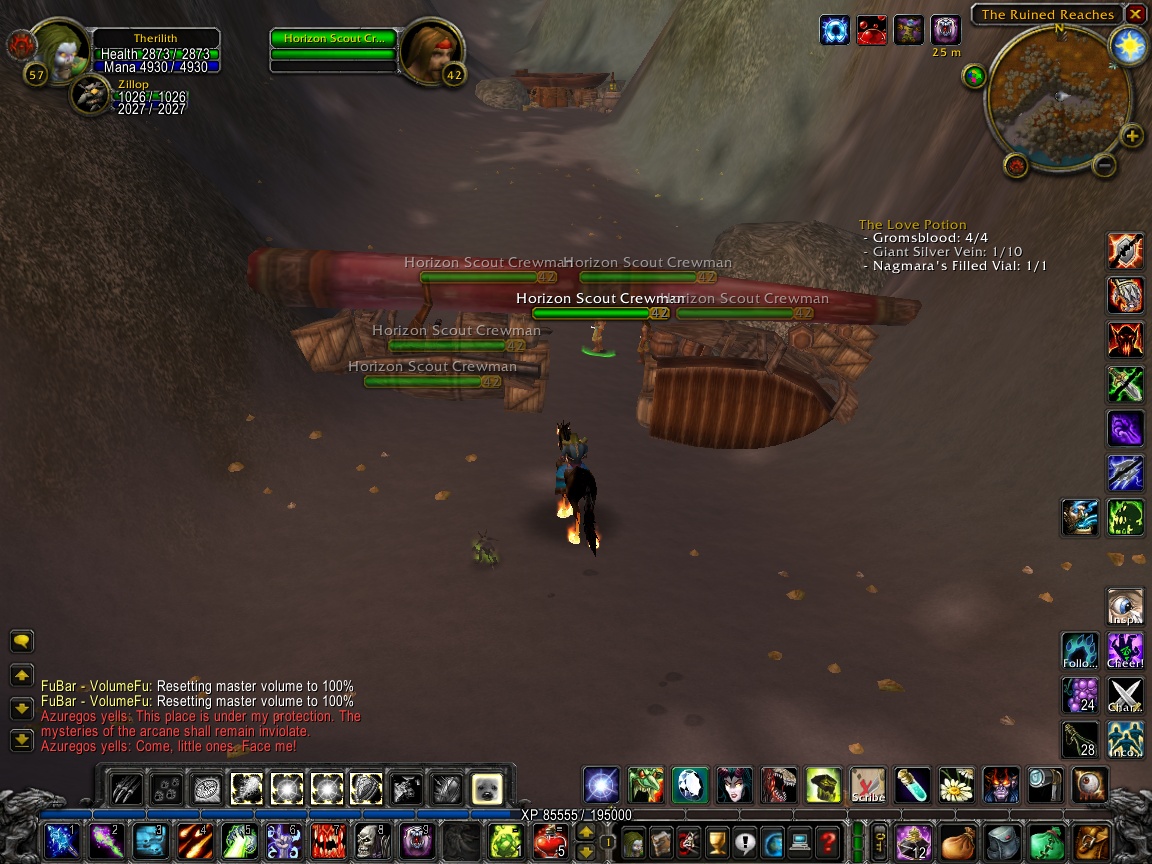 Therilith
Health 2873 / 2873
Mana 4930 / 4930
57
Zillop
1026 / 1026
2027 / 2027
Horizon Scout Cr...
42
25 m
The Ruined Reaches
N
The Love Potion
- Gromsblood: 4/4
- Giant Silver Vein: 1/10
- Nagmara's Filled Vial: 1/1
Horizon Scout Crewman
42
Horizon Scout Crewman
42
Horizon Scout Crewman
42
Horizon Scout Crewman
42
Horizon Scout Crewman
42
Horizon Scout Crewman
42
Insp...
Follo...
Cheer!
24
Char...
28
Inco...
FuBar - VolumeFu: Resetting master volume to 100%
FuBar - VolumeFu: Resetting master volume to 100%
Azuregos yells: This place is under my protection. The
mysteries of the arcane shall remain inviolate.
Azuregos yells: Come, little ones. Face me!
Scribe
XP 85555 / 195000
1 2 3 4 5 6 7 8 9
5
1
12